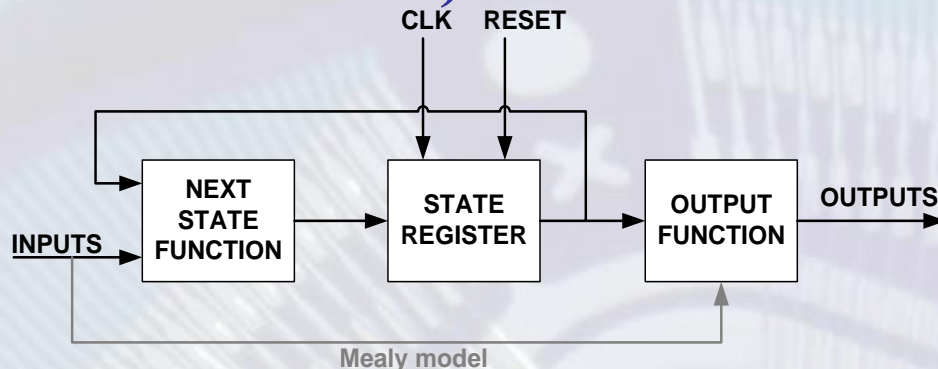 CLK RESET
NEXT
STATE
FUNCTION
STATE
REGISTER
OUTPUT
FUNCTION
OUTPUTS
INPUTS
Mealy model